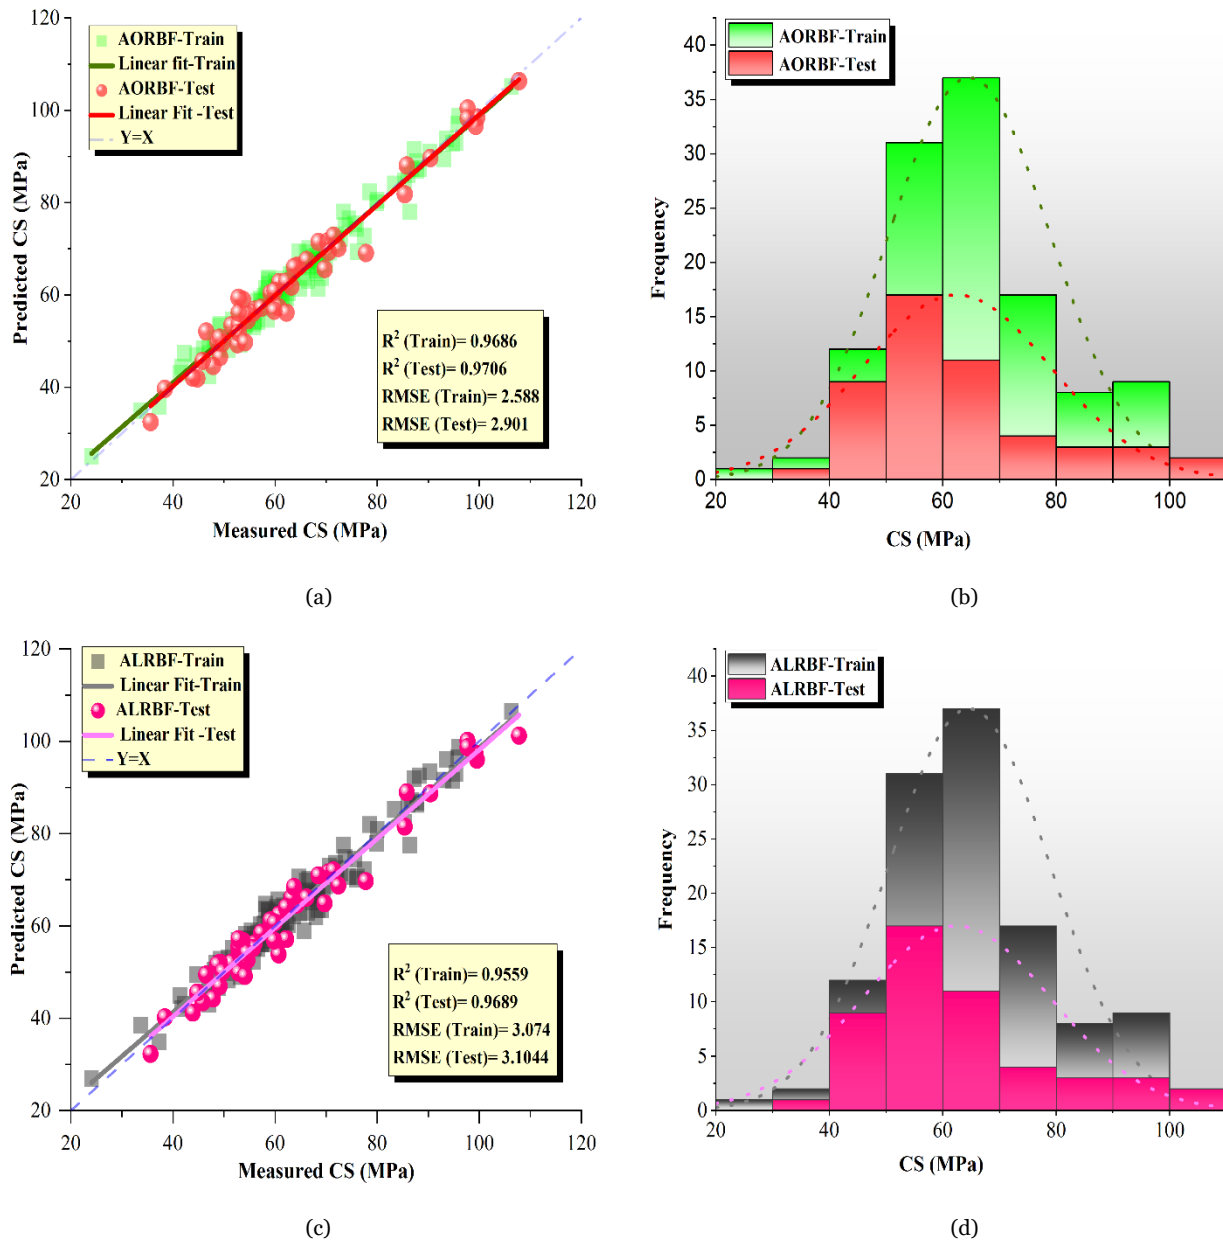 120
100
80
60
40
20
Predicted CS (MPa)
AORBF-Train
Linear fit-Train
AORBF-Test
Linear Fit -Test
Y=X
R² (Train)= 0.9686
R² (Test)= 0.9706
RMSE (Train)= 2.588
RMSE (Test)= 2.901
20 40 60 80 100 120
Measured CS (MPa)
(a)
40
35
30
25
20
15
10
5
0
Frequency
AORBF-Train
AORBF-Test
20 40 60 80 100
CS (MPa)
(b)
120
100
80
60
40
20
Predicted CS (MPa)
ALRBF-Train
Linear Fit-Train
ALRBF-Test
Linear Fit -Test
Y=X
R² (Train)= 0.9559
R² (Test)= 0.9689
RMSE (Train)= 3.074
RMSE (Test)= 3.1044
20 40 60 80 100 120
Measured CS (MPa)
(c)
40
35
30
25
20
15
10
5
0
Frequency
ALRBF-Train
ALRBF-Test
20 40 60 80 100
CS (MPa)
(d)